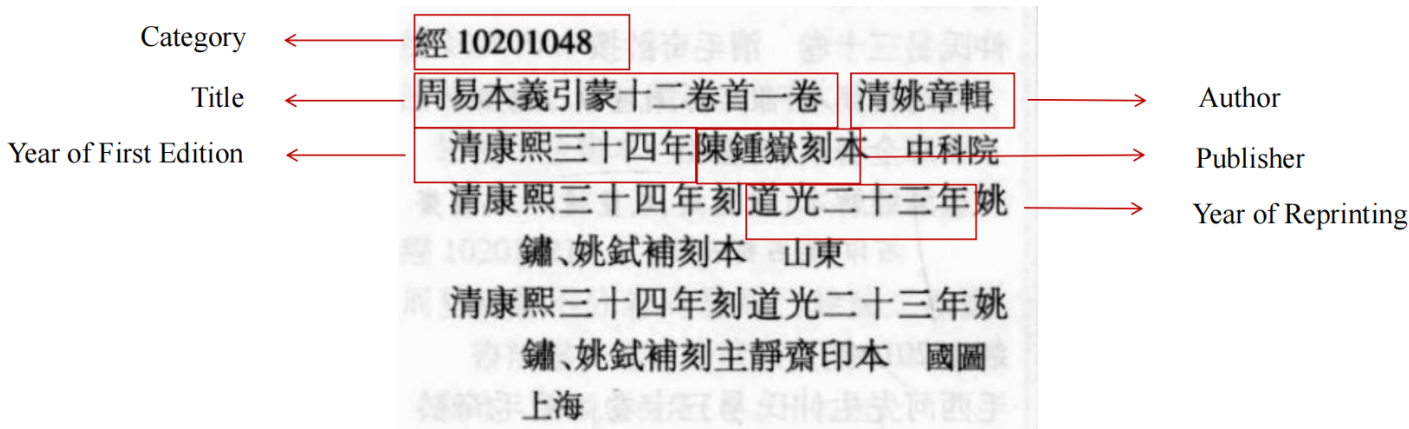 Category
經 10201048
Title
周易本義引蒙十二卷首一卷 清姚章輯
Author
Year of First Edition
清康熙三十四年陳鍾嶽刻本 中科院
Publisher
清康熙三十四年刻道光二十三年姚
Year of Reprinting
鏽、姚鉽補刻本 山東
清康熙三十四年刻道光二十三年姚
鏽、姚鉽補刻主靜齋印本 國圖
上海